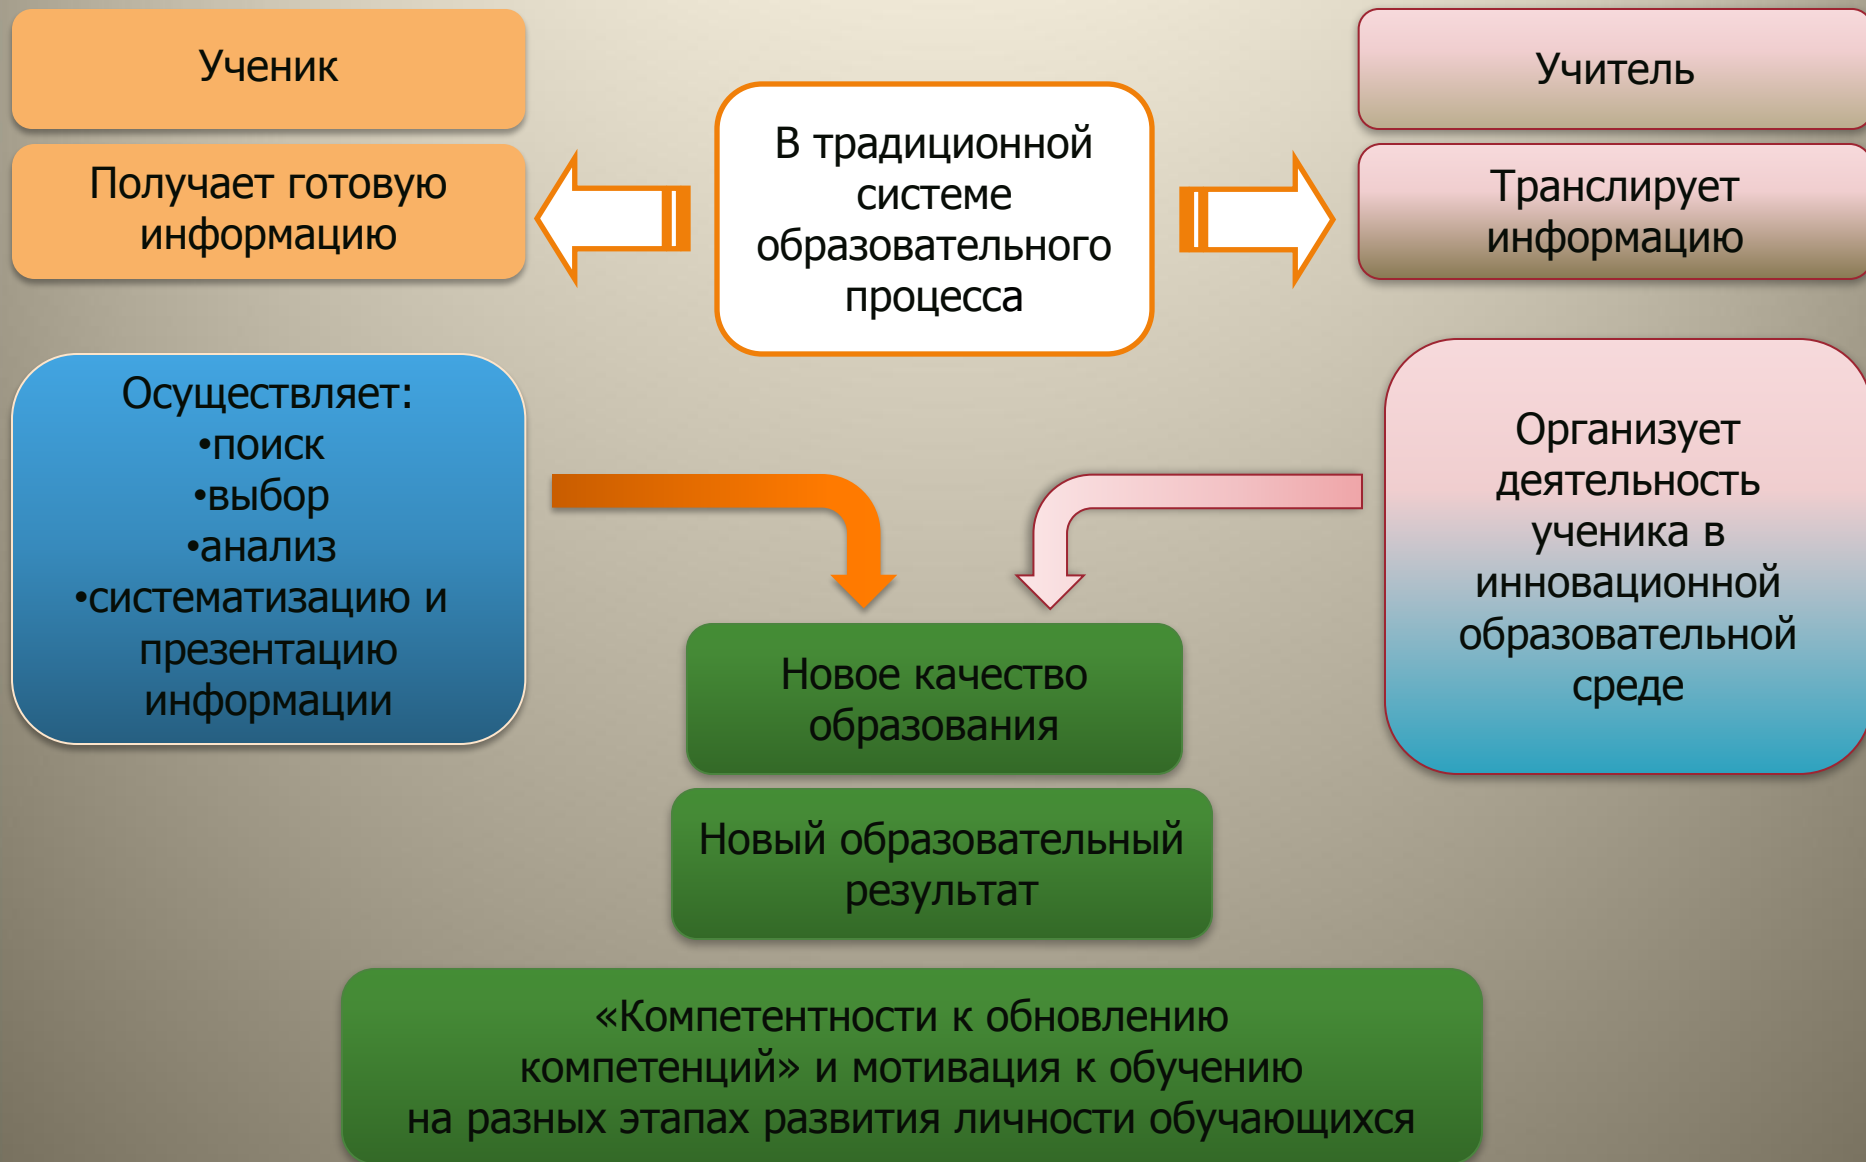 Ученик
Учитель
Получает готовую
информацию
В традиционной
системе
образовательного
процесса
Транслирует
информацию
Осуществляет:
•поиск
•выбор
•анализ
•систематизацию и
презентацию
информации
Организует
деятельность
ученика в
инновационной
образовательной
среде
Новое качество
образования
Новый образовательный
результат
«Компетентности к обновлению
компетенций» и мотивация к обучению
на разных этапах развития личности обучающихся